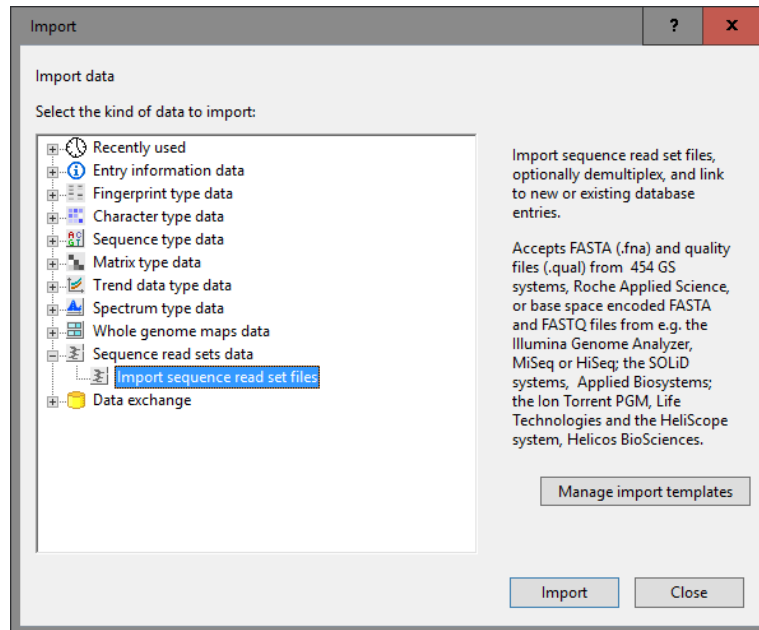 Import
?
x
Import data
Select the kind of data to import:
Recently used
Entry information data
Fingerprint type data
Character type data
Sequence type data
Matrix type data
Trend data type data
Spectrum type data
Whole genome maps data
Sequence read sets data
Import sequence read set files
Data exchange
Import sequence read set files,
optionally demultiplex, and link
to new or existing database
entries.
Accepts FASTA (.fna) and quality
files (.qual) from 454 GS
systems, Roche Applied Science,
or base space encoded FASTA
and FASTQ files from e.g. the
Illumina Genome Analyzer,
MiSeq or HiSeq; the SOLiD
systems, Applied Biosystems;
the Ion Torrent PGM, Life
Technologies and the HeliScope
system, Helicos BioSciences.
Manage import templates
Import
Close